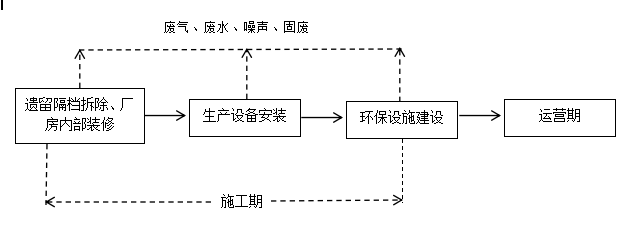 废气、废水、噪声、固废
遗留隔档拆除、厂
房内部装修
生产设备安装
环保设施建设
运营期
施工期